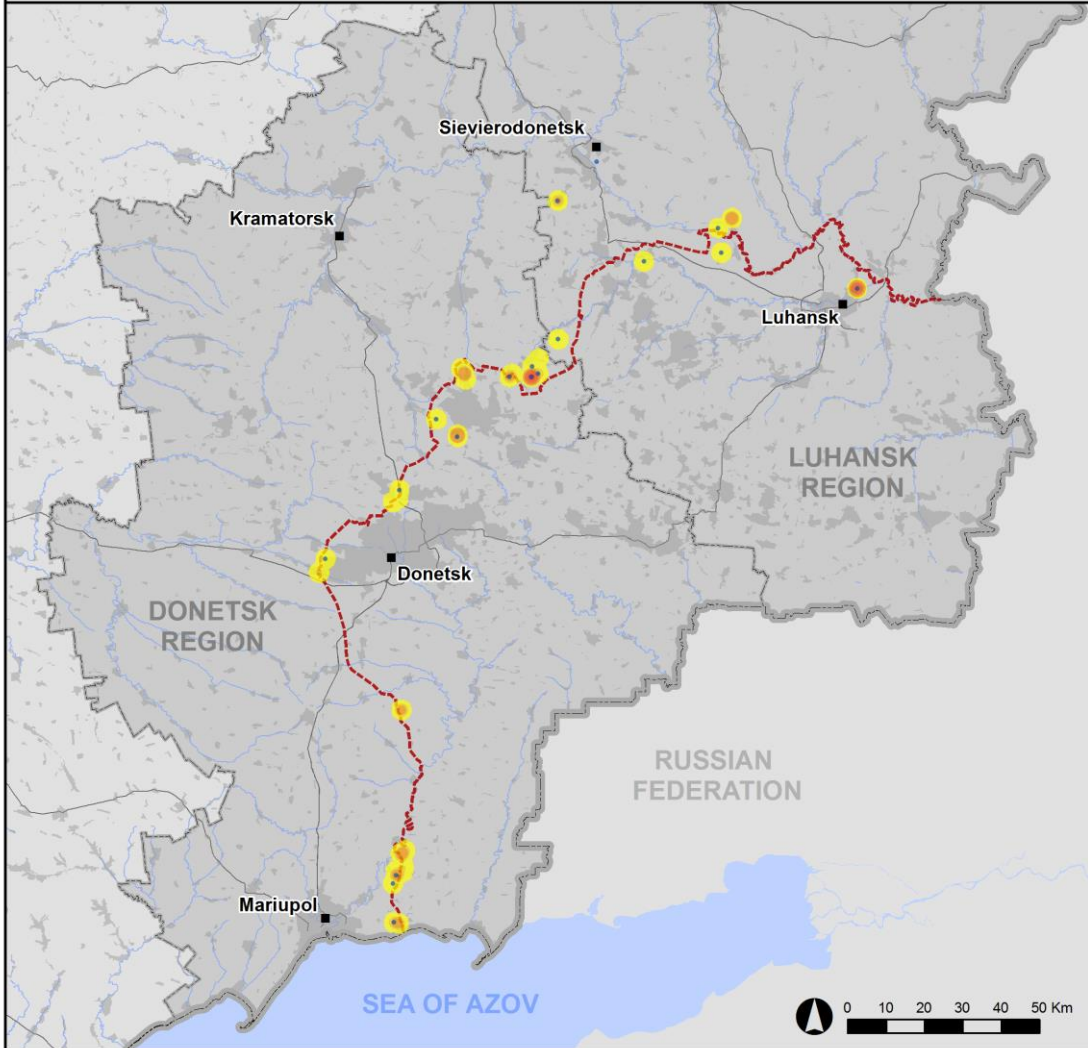 Sievierodonetsk
Kramatorsk
Luhansk
LUHANSK
REGION
Donetsk
DONETSK
REGION
RUSSIAN
FEDERATION
Mariupol
SEA OF AZOV
0 10 20 30 40 50 Km